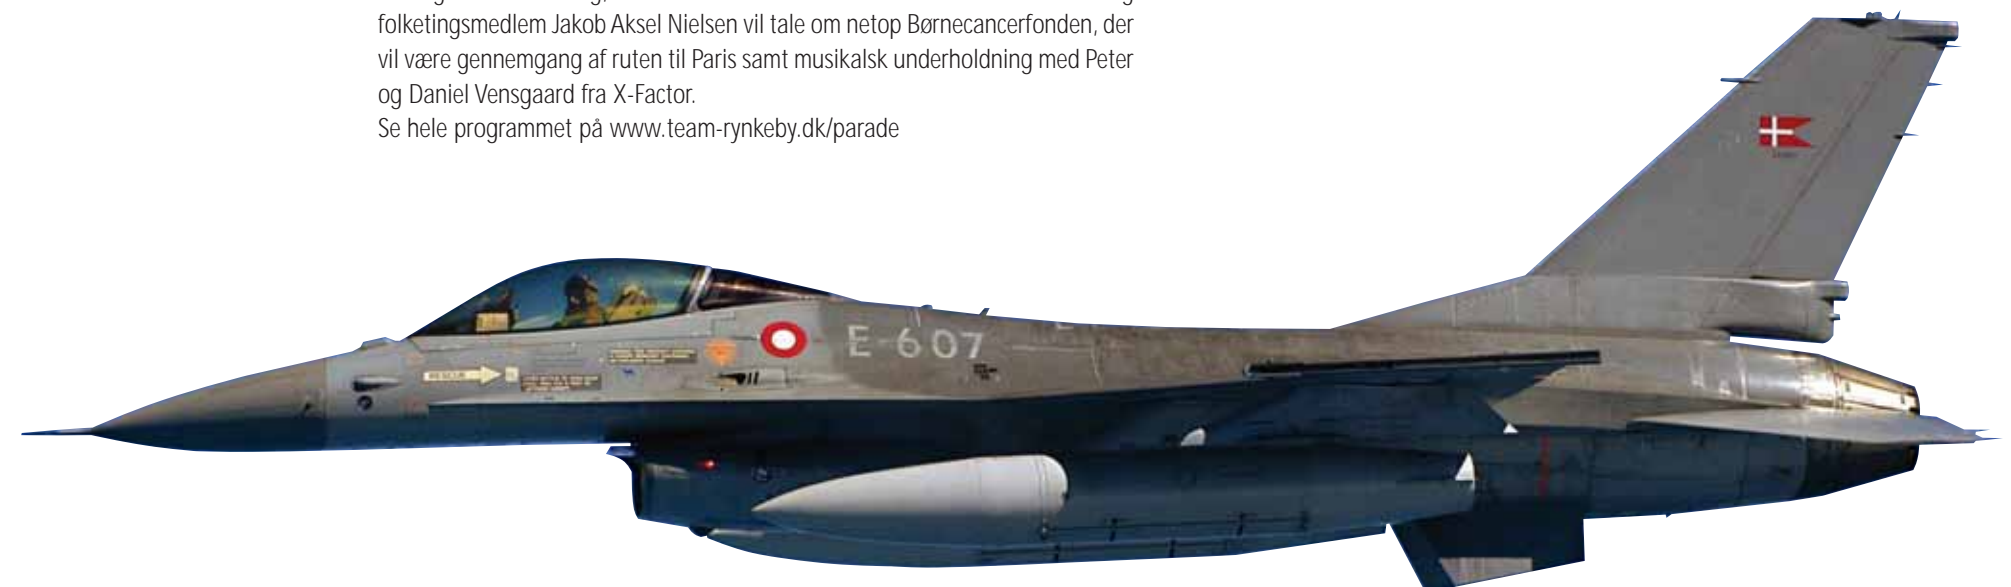 folketingsmedlem Jakob Aksel Nielsen vil tale om netop Børnecancerfonden, der
vil være gennemgang af ruten til Paris samt musikalsk underholdning med Peter
og Daniel Vensgaard fra X-Factor.
Se hele programmet på www.team-rynkeby.dk/parade
E-607
RESCUE